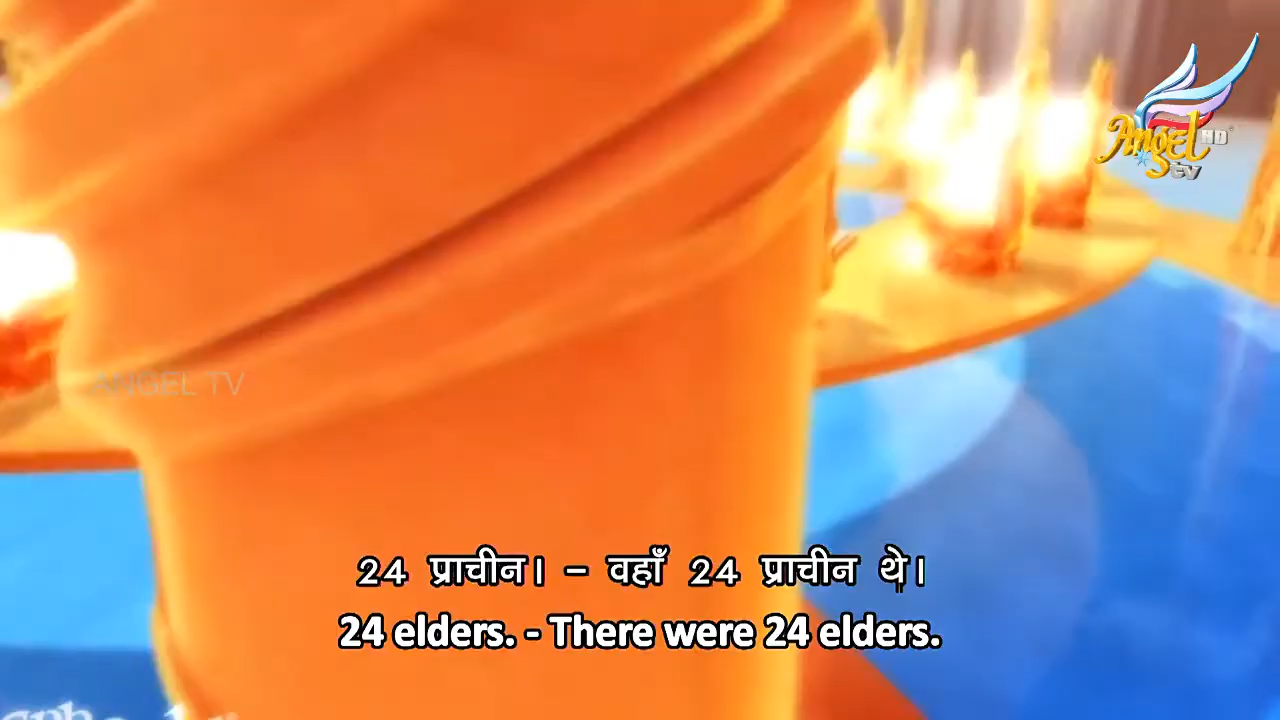 Angel HD
tv
ANGEL TV
24 प्राचीन। - वहाँ 24 प्राचीन थे।
24 elders. - There were 24 elders.